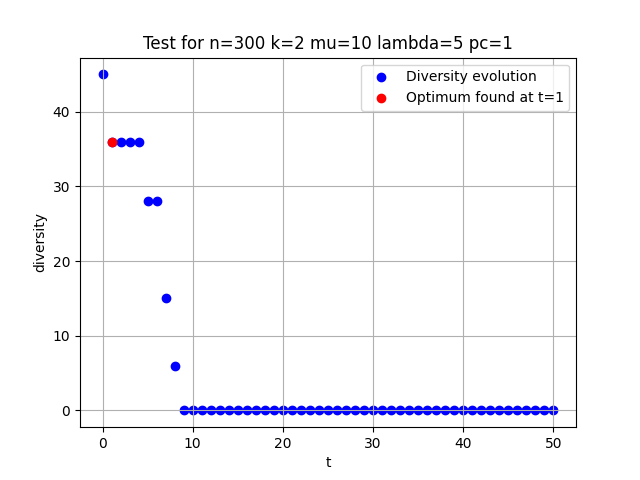 Test for n=300 k=2 mu=10 lambda=5 pc=1
Diversity evolution
Optimum found at t=1
diversity
40
30
20
10
0
0 10 20 30 40 50
t